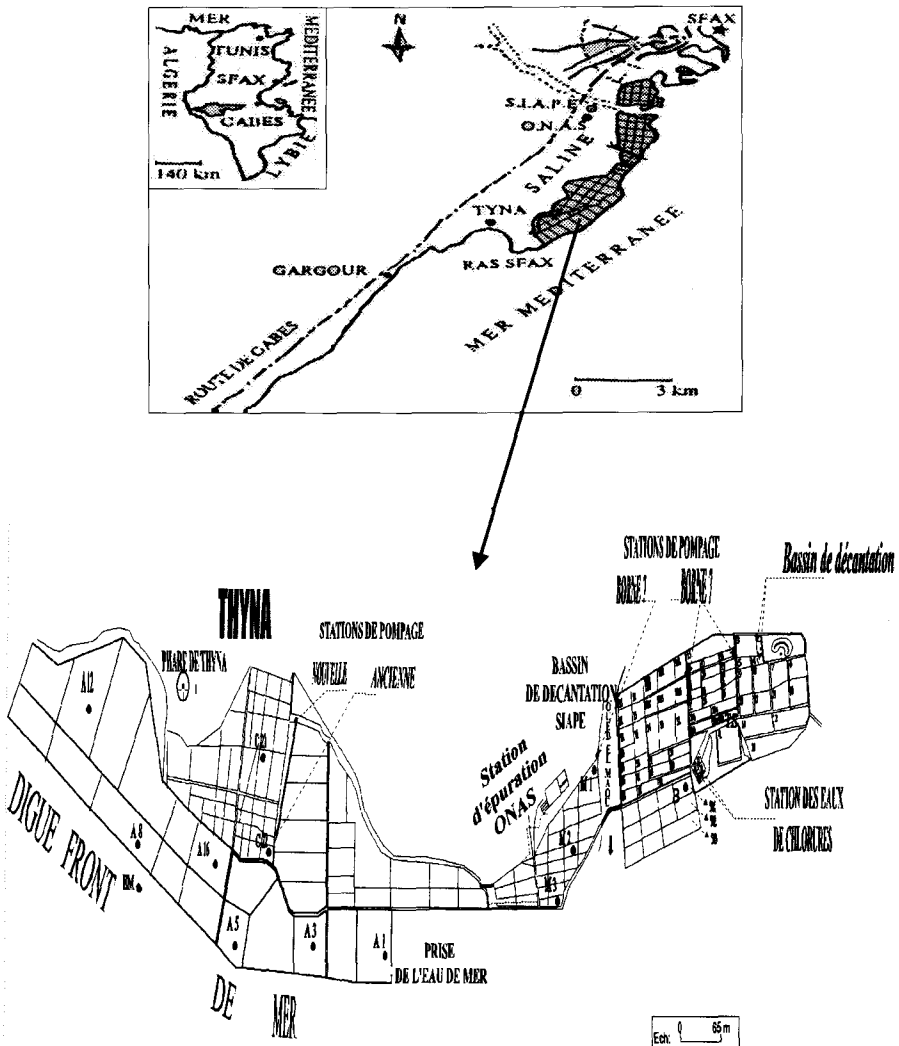 MER
MEDITERRANEE
TUNIS
ALGERIE
SFAX
GABES
LYBIE
140 km
N
SFAX
S.I.A.P.E
O.N.A.S
SALINE
TYNA
RAS SFAX
GARGOUR
MER MEDITERRANEE
ROUTE DE GABES
0 3 km
STATIONS DE POMPAGE
BORNE 2
BORNE 7
Bassin de décantation
THYNA
PHARE DE THYNA
STATIONS DE POMPAGE
NOUVELLE
ANCIENNE
BASSIN
DE DECANTATION
SIAPE
Station
d'épuration
ONAS
STATION DES EAUX
DE CHLORURES
A12
M1
M2
M3
B
DIGUE FRONT
DE MER
A8
A16
EM
A5
A3
A1
PRISE
DE L'EAU DE MER
Ech: 0 65 m